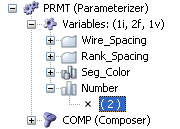 PRMT (Parameterizer)
Variables: (1i, 2f, 1v)
Wire_Spacing
Rank_Spacing
Seg_Color
Number
( 2 )
COMP (Composer)